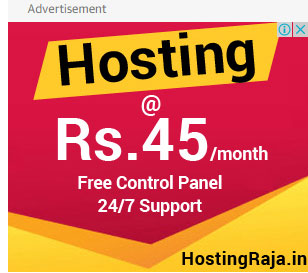 Advertisement
Hosting
@
Rs.45/month
Free Control Panel
24/7 Support
HostingRaja.in